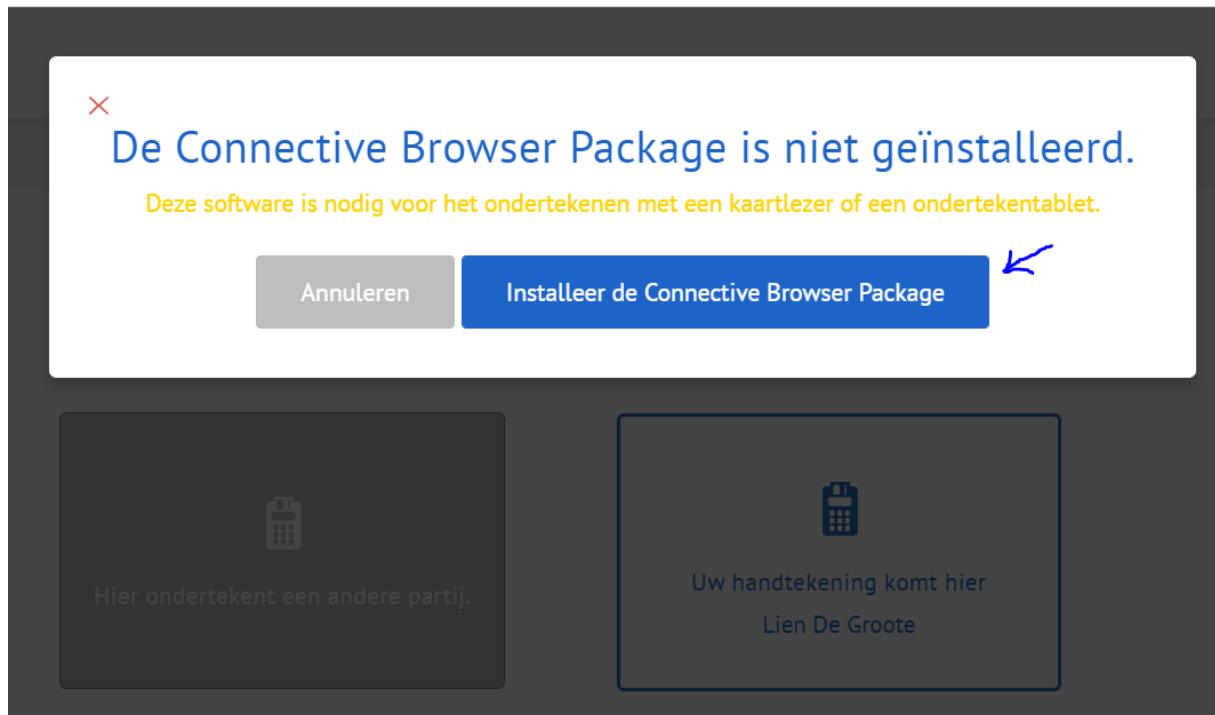 De Connective Browser Package is niet geïnstalleerd.
Deze software is nodig voor het ondertekenen met een kaartlezer of een ondertekentablet.
Annuleren
Installeer de Connective Browser Package
Hier ondertekent een andere partij.
Uw handtekening komt hier
Lien De Groote